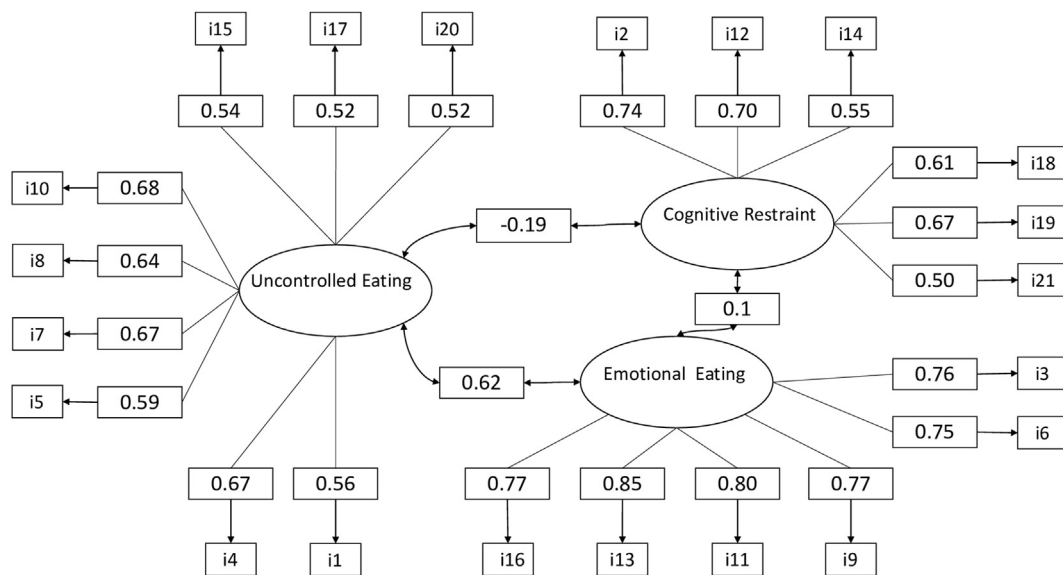 i15
i17
i20
i2
i12
i14
0.54
0.52
0.52
0.74
0.70
0.55
0.61
i18
i10
0.68
Cognitive Restraint
-0.19
0.67
i19
i8
0.64
Uncontrolled Eating
0.50
i21
0.1
i7
0.67
0.62
Emotional Eating
0.76
i3
i5
0.59
0.75
i6
0.67
0.56
0.77
0.85
0.80
0.77
i4
i1
i16
i13
i11
i9